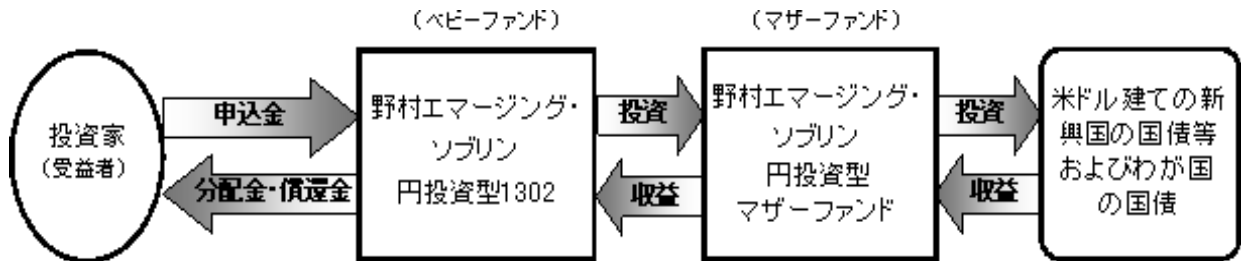 （ベビーファンド）
（マザーファンド）
投資家
（受益者）
申込金
分配金・償還金
野村エマージング・
ソブリン
円投資型1302
投資
収益
野村エマージング・
ソブリン
円投資型
マザーファンド
投資
収益
米ドル建ての新
興国の国債等
およびわが国
の国債